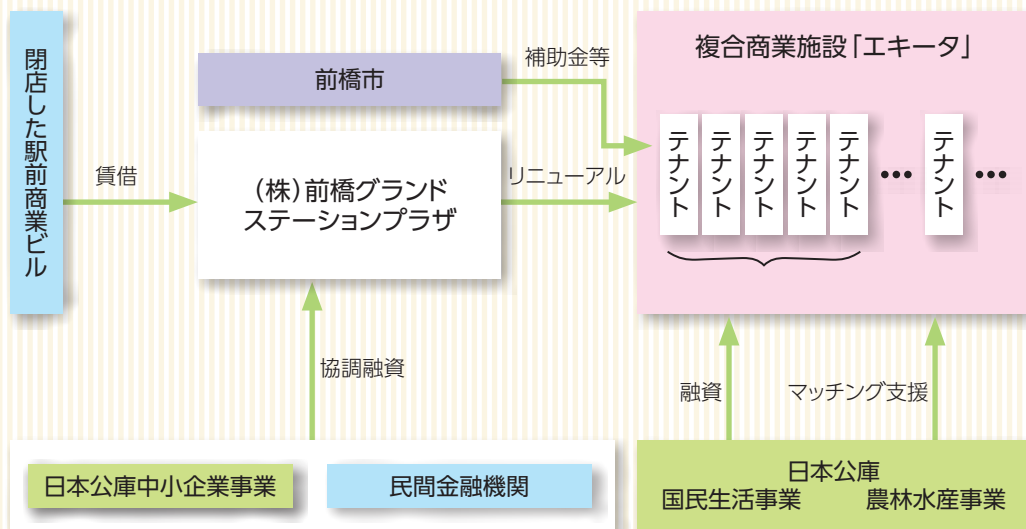 閉店した駅前商業ビル
賃借
前橋市
(株)前橋グランド
ステーションプラザ
補助金等
リニューアル
複合商業施設「エキータ」
テナント
テナント
テナント
テナント
テナント
•••
テナント
•••
協調融資
融資
マッチング支援
日本公庫中小企業事業
民間金融機関
日本公庫
国民生活事業 農林水産事業